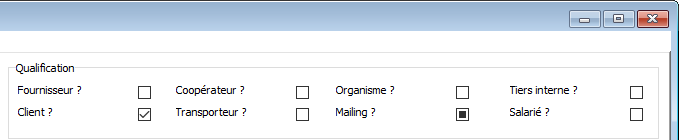 Qualification
Fournisseur ? Coopérateur ? Organisme ? Tiers interne ?
Client ? Transporteur ? Mailing ? Salarié ?